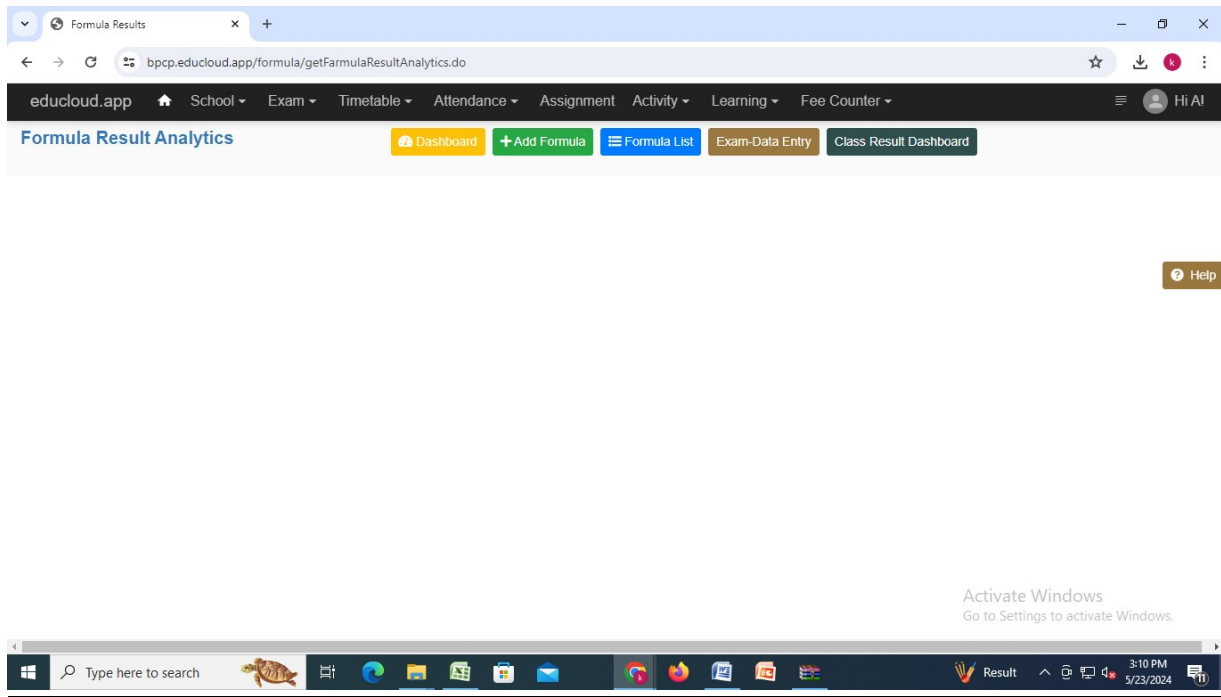 Formula Results
bpcp.educloud.app/formula/getFarmulaResultAnalytics.do
k
educloud.app School Exam Timetable Attendance Assignment Activity Learning Fee Counter Hi A!
Formula Result Analytics Dashboard Add Formula Formula List Exam-Data Entry Class Result Dashboard
Help
Activate Windows
Go to Settings to activate Windows.
Type here to search Result 3:10 PM
5/23/2024